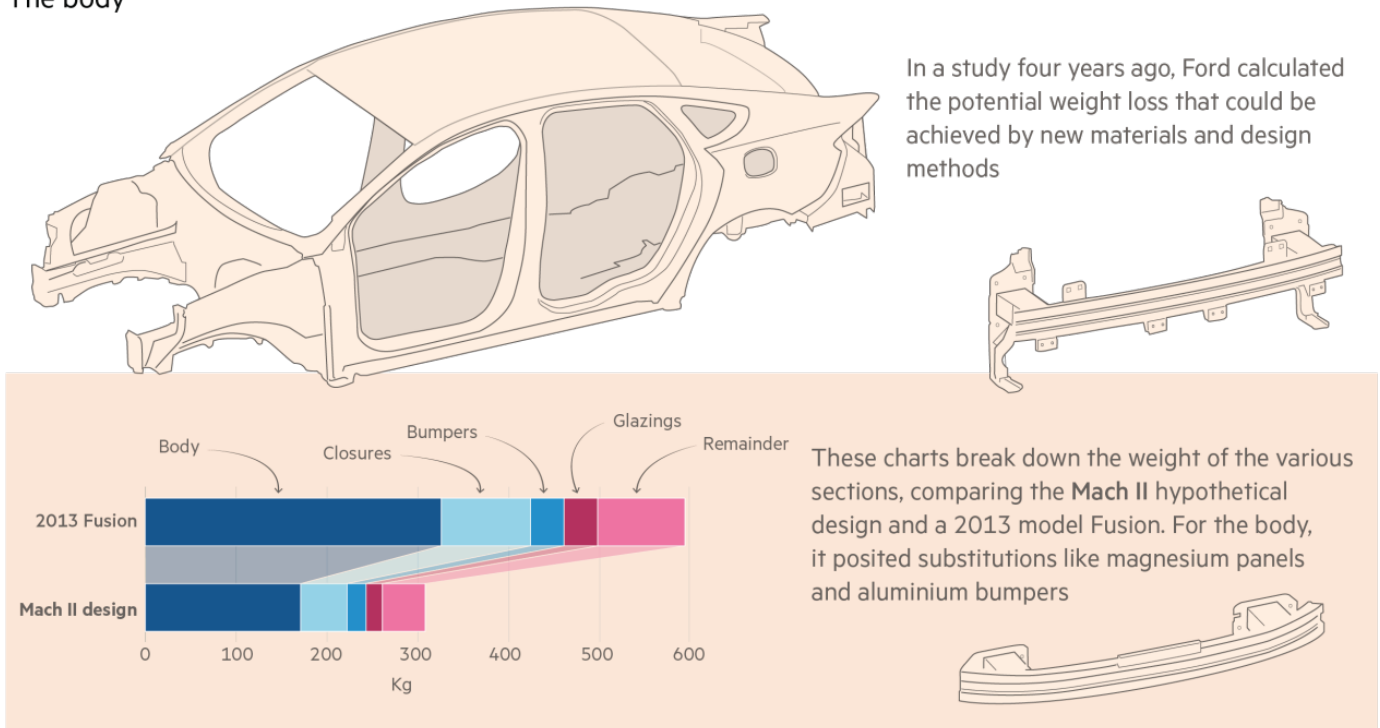 The body
In a study four years ago, Ford calculated
the potential weight loss that could be
achieved by new materials and design
methods
Body
Closures
Bumpers
Glazings
Remainder
These charts break down the weight of the various
sections, comparing the Mach II hypothetical
design and a 2013 model Fusion. For the body,
it posited substitutions like magnesium panels
and aluminium bumpers
2013 Fusion
Mach II design
0 100 200 300 400 500 600
Kg